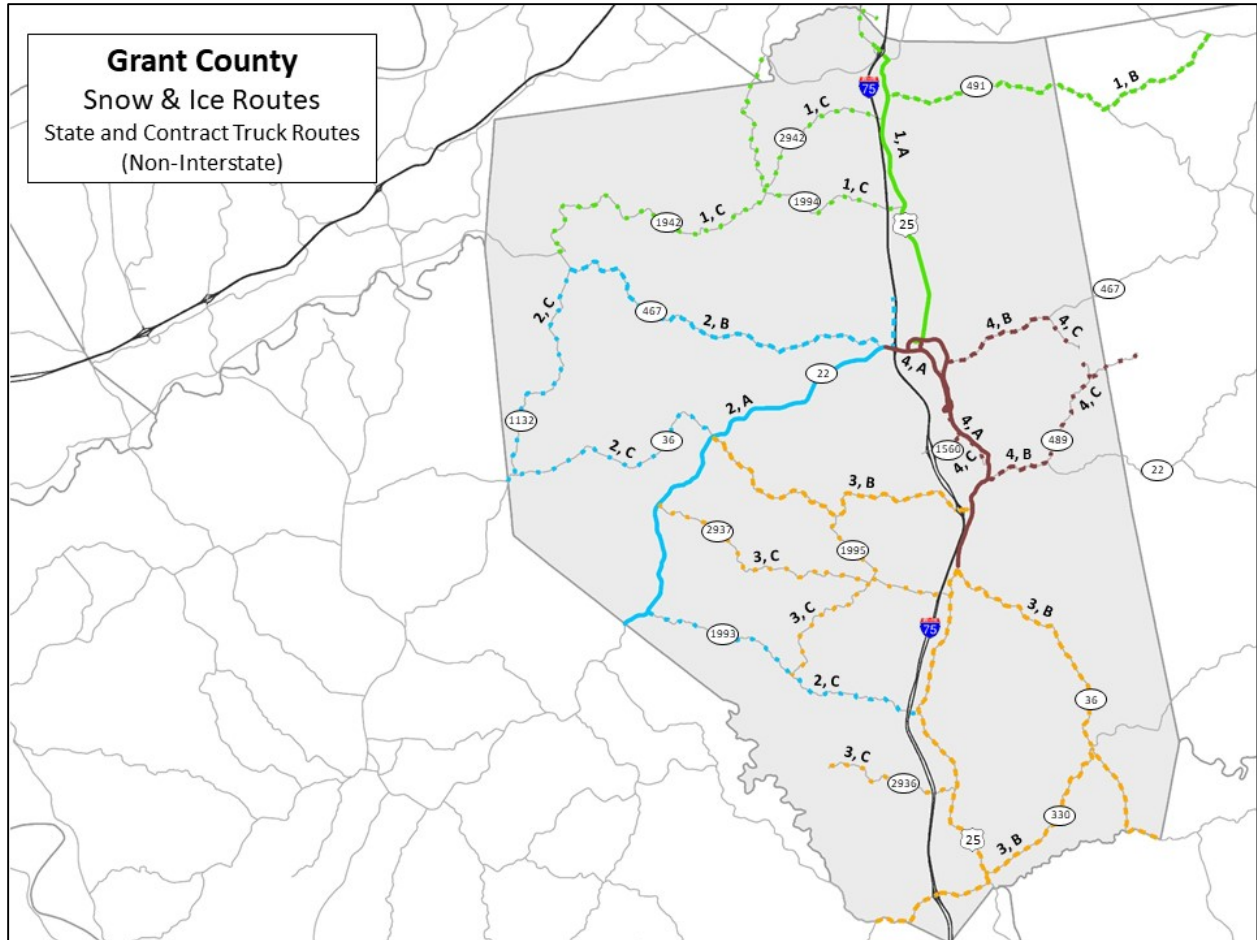 Grant County
Snow & Ice Routes
State and Contract Truck Routes
(Non-Interstate)
75
491
1, B
1, C
2942
1, A
1, C
1994
1942
1, C
25
467
2, C
467
2, B
4, B
4, C
4, A
22
2, A
4, C
1132
36
2, C
4, A
1560
4, C
4, B
489
22
3, B
2937
1995
3, C
3, C
3, B
1993
75
2, C
36
3, C
2936
330
25
3, B